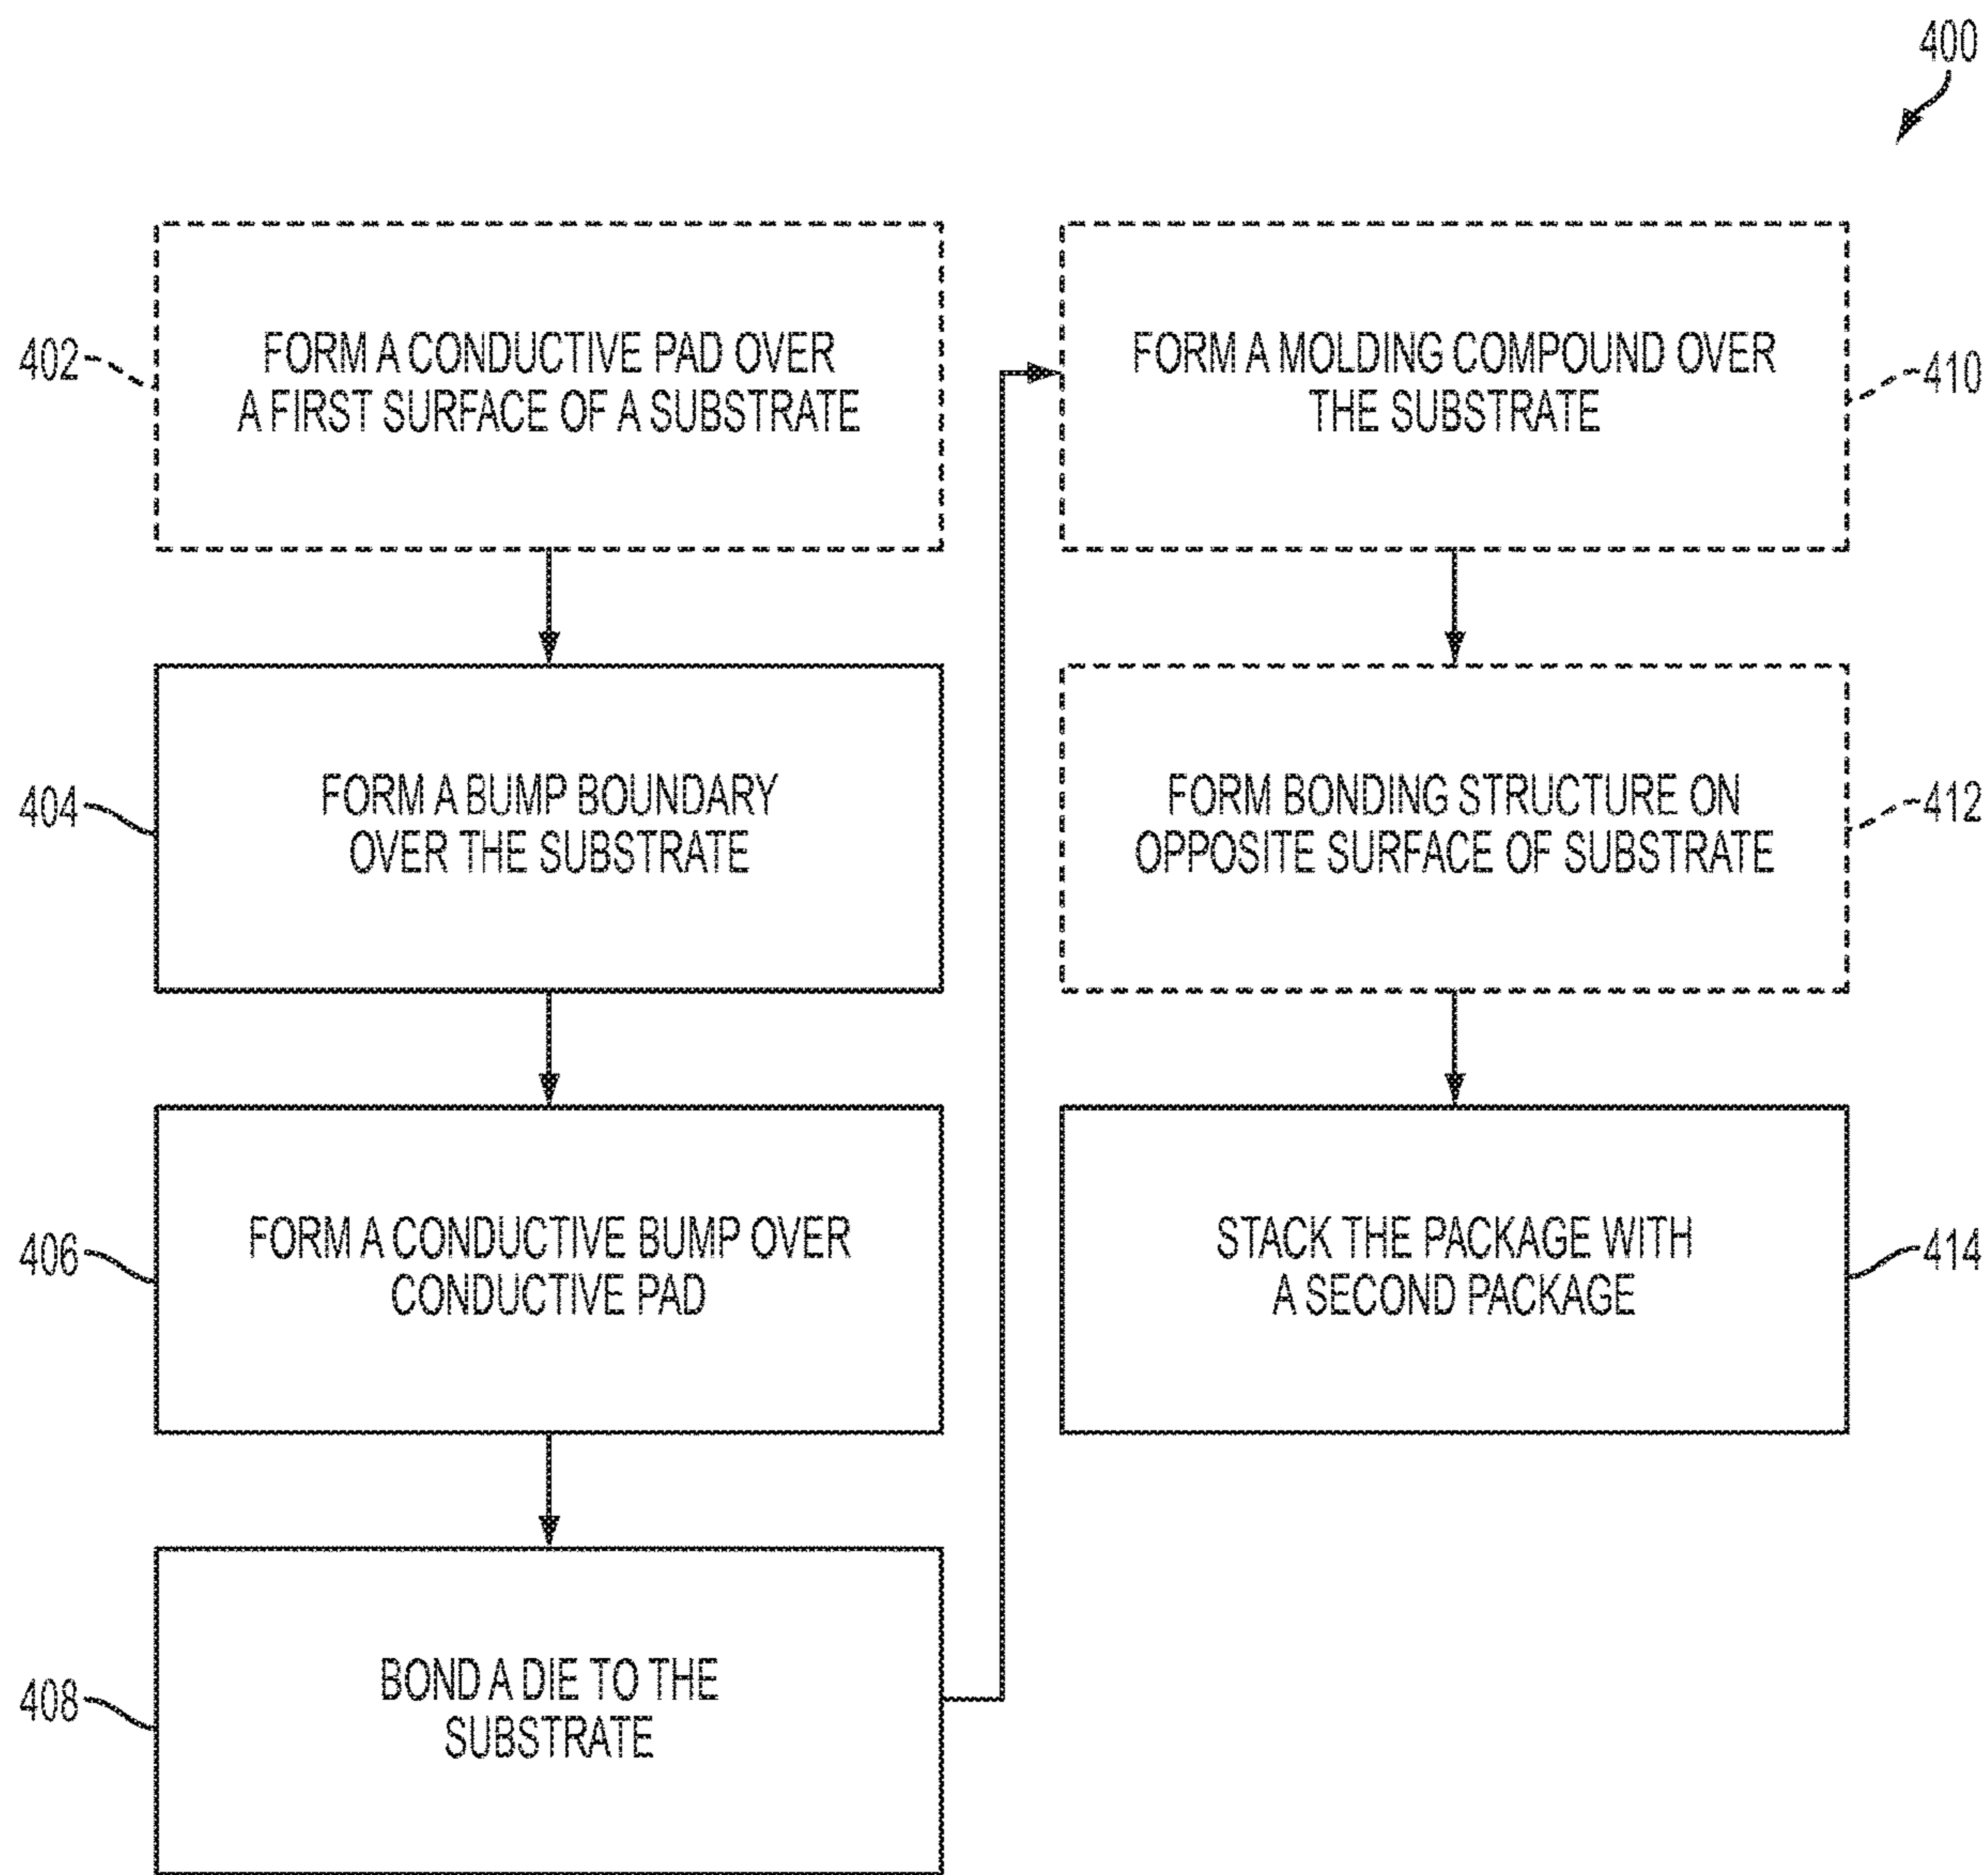 400
402
FORM A CONDUCTIVE PAD OVER
A FIRST SURFACE OF A SUBSTRATE
404
FORM A BUMP BOUNDARY
OVER THE SUBSTRATE
406
FORM A CONDUCTIVE BUMP OVER
CONDUCTIVE PAD
408
BOND A DIE TO THE
SUBSTRATE
FORM A MOLDING COMPOUND OVER
THE SUBSTRATE
410
FORM BONDING STRUCTURE ON
OPPOSITE SURFACE OF SUBSTRATE
412
STACK THE PACKAGE WITH
A SECOND PACKAGE
414